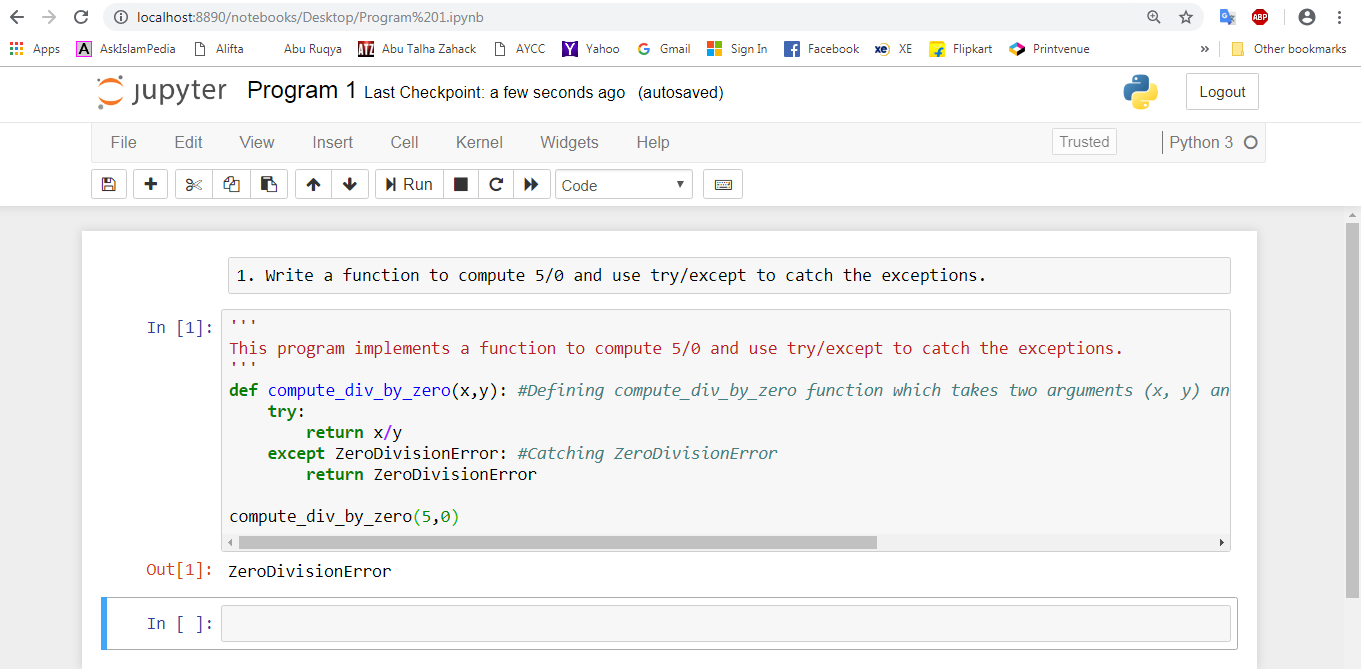 localhost:8890/notebooks/Desktop/Program%201.ipynb
ABP
Apps A AskIslamPedia Alifta Abu Ruqya ATZ Abu Talha Zahack AYCC Y Yahoo G Gmail Sign In f Facebook xe XE Flipkart Printvenue » Other bookmarks
jupyter Program 1 Last Checkpoint: a few seconds ago (autosaved) Logout
File Edit View Insert Cell Kernel Widgets Help Trusted Python 3
Run Code
1. Write a function to compute 5/0 and use try/except to catch the exceptions.
In [1]: '''
This program implements a function to compute 5/0 and use try/except to catch the exceptions.
'''
def compute_div_by_zero(x,y): #Defining compute_div_by_zero function which takes two arguments (x, y) an
    try:
        return x/y
    except ZeroDivisionError: #Catching ZeroDivisionError
        return ZeroDivisionError
compute_div_by_zero(5,0)
Out[1]: ZeroDivisionError
In [ ]: